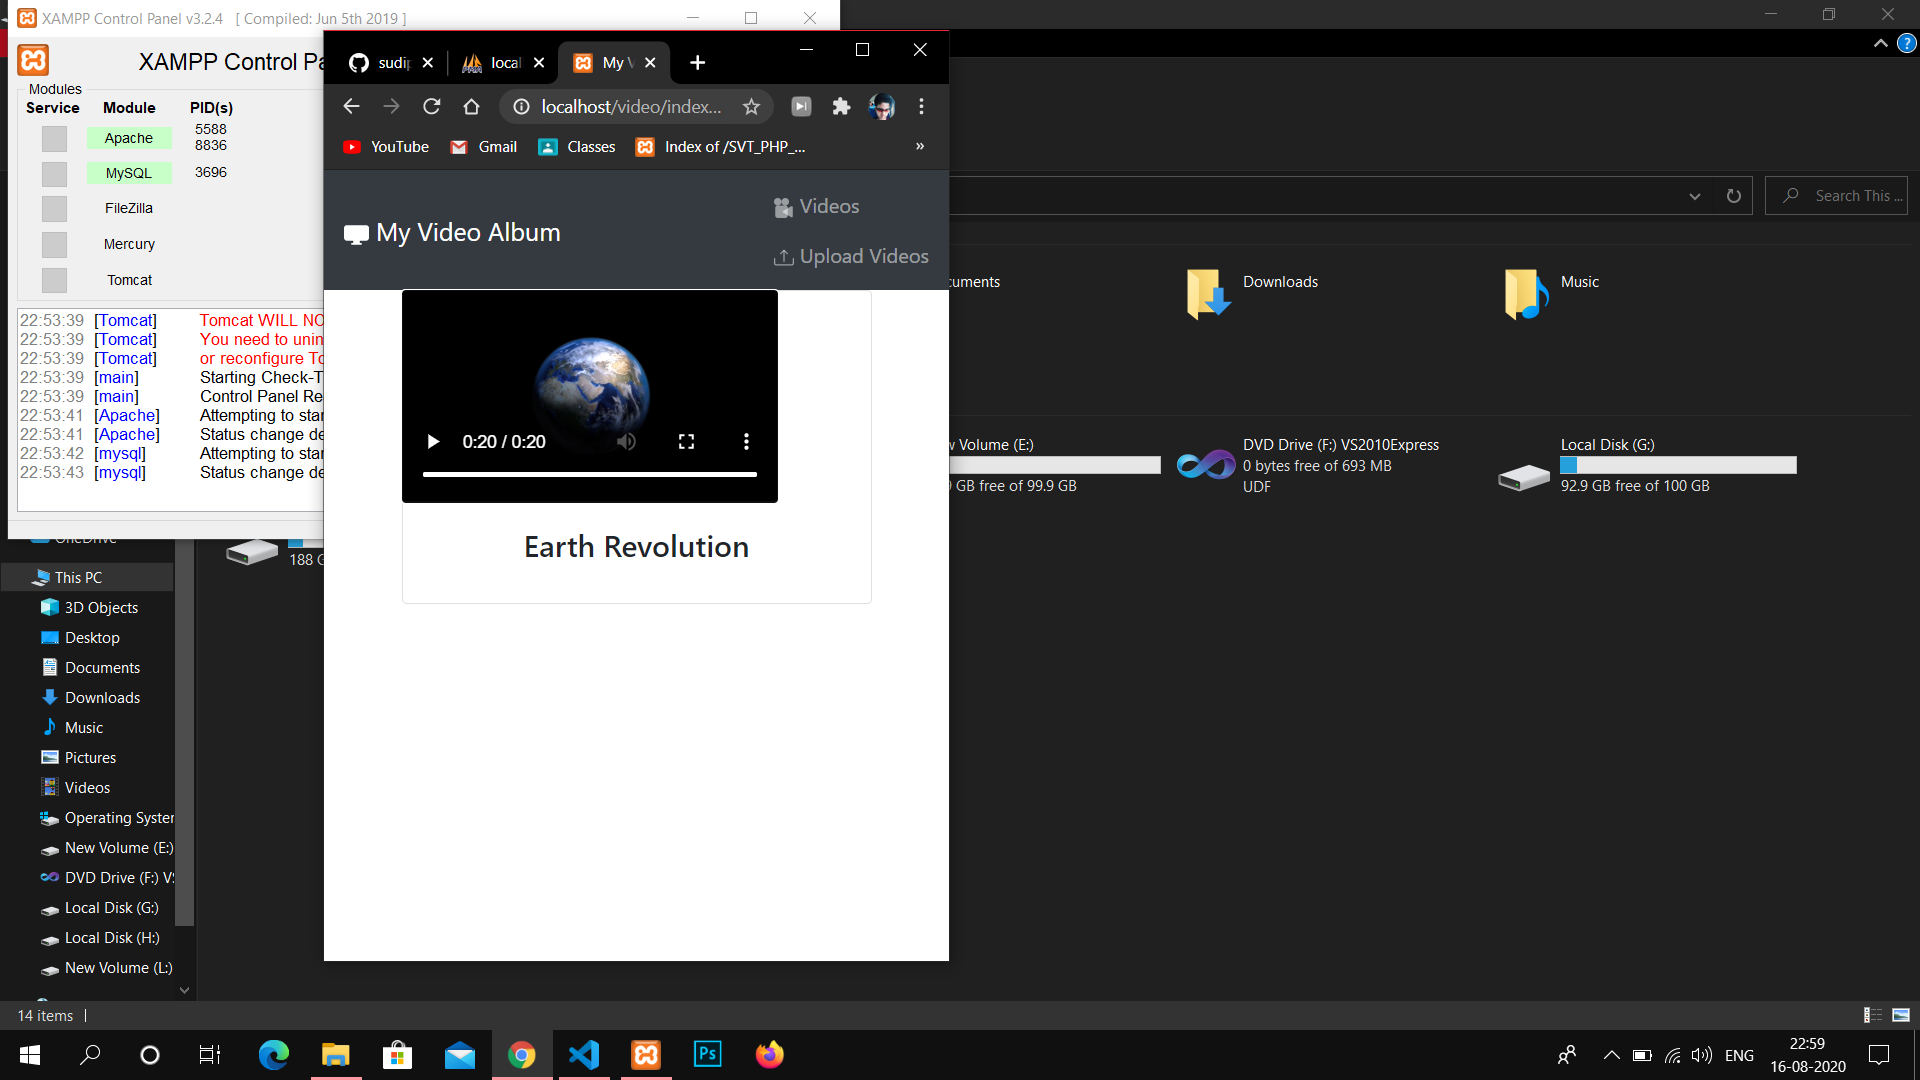 XAMPP Control Panel v3.2.4 [ Compiled: Jun 5th 2019 ]
XAMPP Control Pa
Modules
Service Module PID(s)
Apache 5588
8836
MySQL 3696
FileZilla
Mercury
Tomcat
22:53:39 [Tomcat] Tomcat WILL NO
22:53:39 [Tomcat] You need to unin
22:53:39 [Tomcat] or reconfigure To
22:53:39 [main] Starting Check-T
22:53:39 [main] Control Panel Re
22:53:41 [Apache] Attempting to star
22:53:41 [Apache] Status change de
22:53:42 [mysql] Attempting to star
22:53:43 [mysql] Status change de
sudip local My V
localhost/video/index...
YouTube Gmail Classes Index of /SVT_PHP_... »
My Video Album
Videos
Upload Videos
0:20 / 0:20
Earth Revolution
Search This ...
cuments
Downloads
Music
w Volume (E:)
GB free of 99.9 GB
DVD Drive (F:) VS2010Express
0 bytes free of 693 MB
UDF
Local Disk (G:)
92.9 GB free of 100 GB
188 G
OneDrive
This PC
3D Objects
Desktop
Documents
Downloads
Music
Pictures
Videos
Operating Syster
New Volume (E:)
DVD Drive (F:) VS
Local Disk (G:)
Local Disk (H:)
New Volume (L:)
14 items
Ps
ENG
22:59
16-08-2020